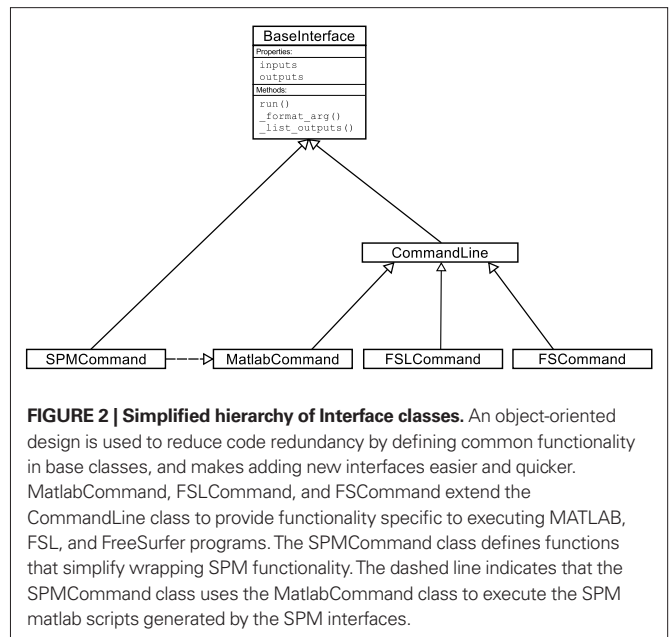 BaseInterface
Properties:
inputs
outputs
Methods:
run()
_format_arg()
_list_outputs()
CommandLine
SPMCommand
MatlabCommand
FSLCommand
FSCommand
FIGURE 2 | Simplified hierarchy of Interface classes. An object-oriented
design is used to reduce code redundancy by defining common functionality
in base classes, and makes adding new interfaces easier and quicker.
MatlabCommand, FSLCommand, and FSCommand extend the
CommandLine class to provide functionality specific to executing MATLAB,
FSL, and FreeSurfer programs. The SPMCommand class defines functions
that simplify wrapping SPM functionality. The dashed line indicates that the
SPMCommand class uses the MatlabCommand class to execute the SPM
matlab scripts generated by the SPM interfaces.